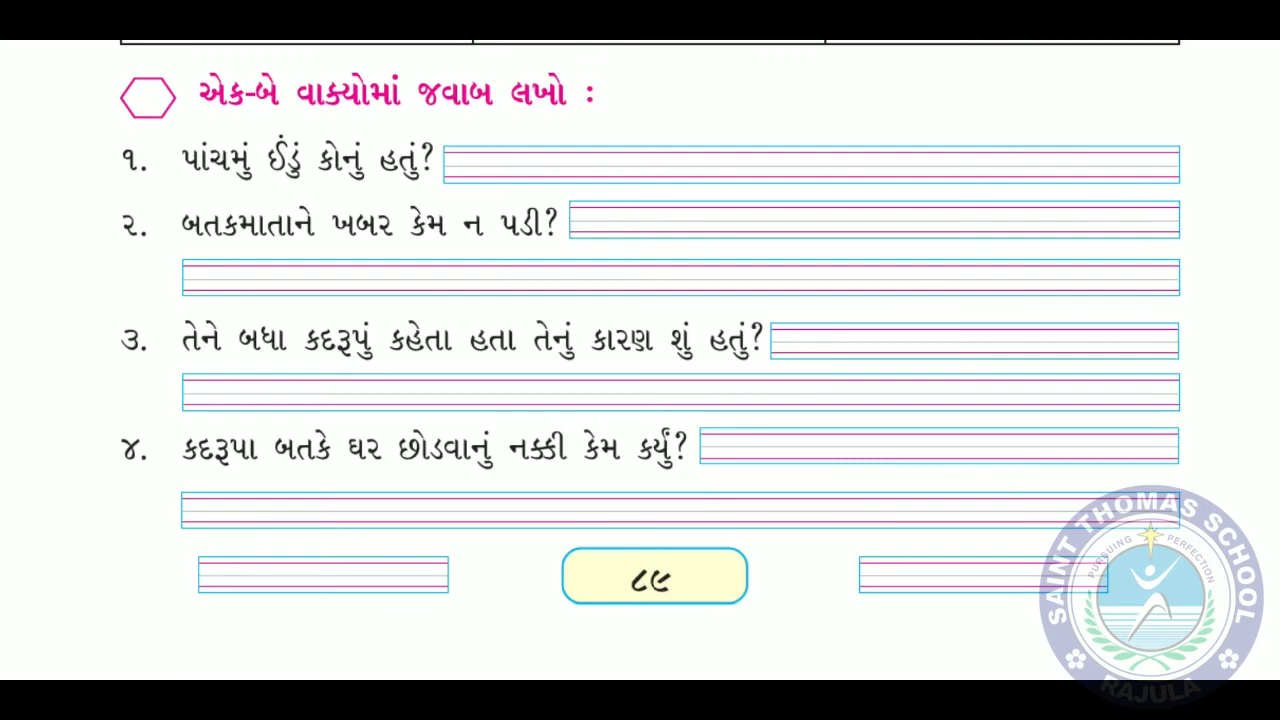 એક-બે વાક્યોમાં જવાબ લખો :
૧. પાંચમું ઈંડું કોનું હતું?
૨. બતકમાતાને ખબર કેમ ન પડી?
૩. તેને બધા કદરૂપું કહેતા હતા તેનું કારણ શું હતું?
૪. કદરૂપા બતકે ઘર છોડવાનું નક્કી કેમ કર્યું?
૮૯
SAINT THOMAS SCHOOL
PURSUING PERFECTION
RAJULA